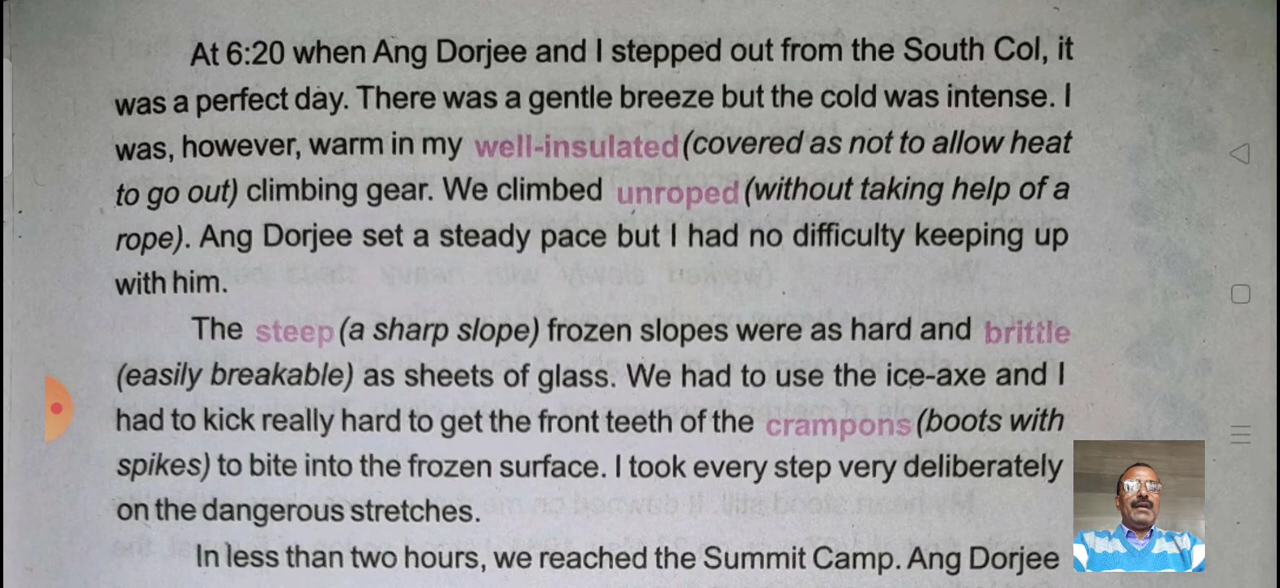 At 6:20 when Ang Dorjee and I stepped out from the South Col, it
was a perfect day. There was a gentle breeze but the cold was intense. I
was, however, warm in my well-insulated (covered as not to allow heat
to go out) climbing gear. We climbed unroped (without taking help of a
rope). Ang Dorjee set a steady pace but I had no difficulty keeping up
with him.
The steep (a sharp slope) frozen slopes were as hard and brittle
(easily breakable) as sheets of glass. We had to use the ice-axe and I
had to kick really hard to get the front teeth of the crampons (boots with
spikes) to bite into the frozen surface. I took every step very deliberately
on the dangerous stretches.
In less than two hours, we reached the Summit Camp. Ang Dorjee